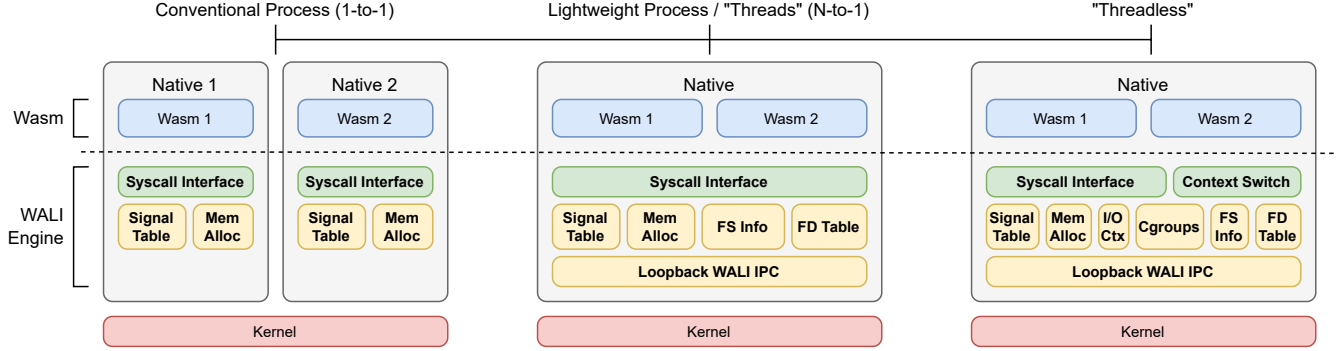 Conventional Process (1-to-1)
Lightweight Process / "Threads" (N-to-1)
"Threadless"
Native 1
Native 2
Native
Native
Wasm
Wasm 1
Wasm 2
Wasm 1
Wasm 2
Wasm 1
Wasm 2
WALI
Engine
Syscall Interface
Syscall Interface
Syscall Interface
Syscall Interface
Context Switch
Signal
Table
Mem
Alloc
Signal
Table
Mem
Alloc
Signal
Table
Mem
Alloc
FS Info
FD Table
Signal
Table
Mem
Alloc
I/O
Ctx
Cgroups
FS
Info
FD
Table
Loopback WALI IPC
Loopback WALI IPC
Kernel
Kernel
Kernel